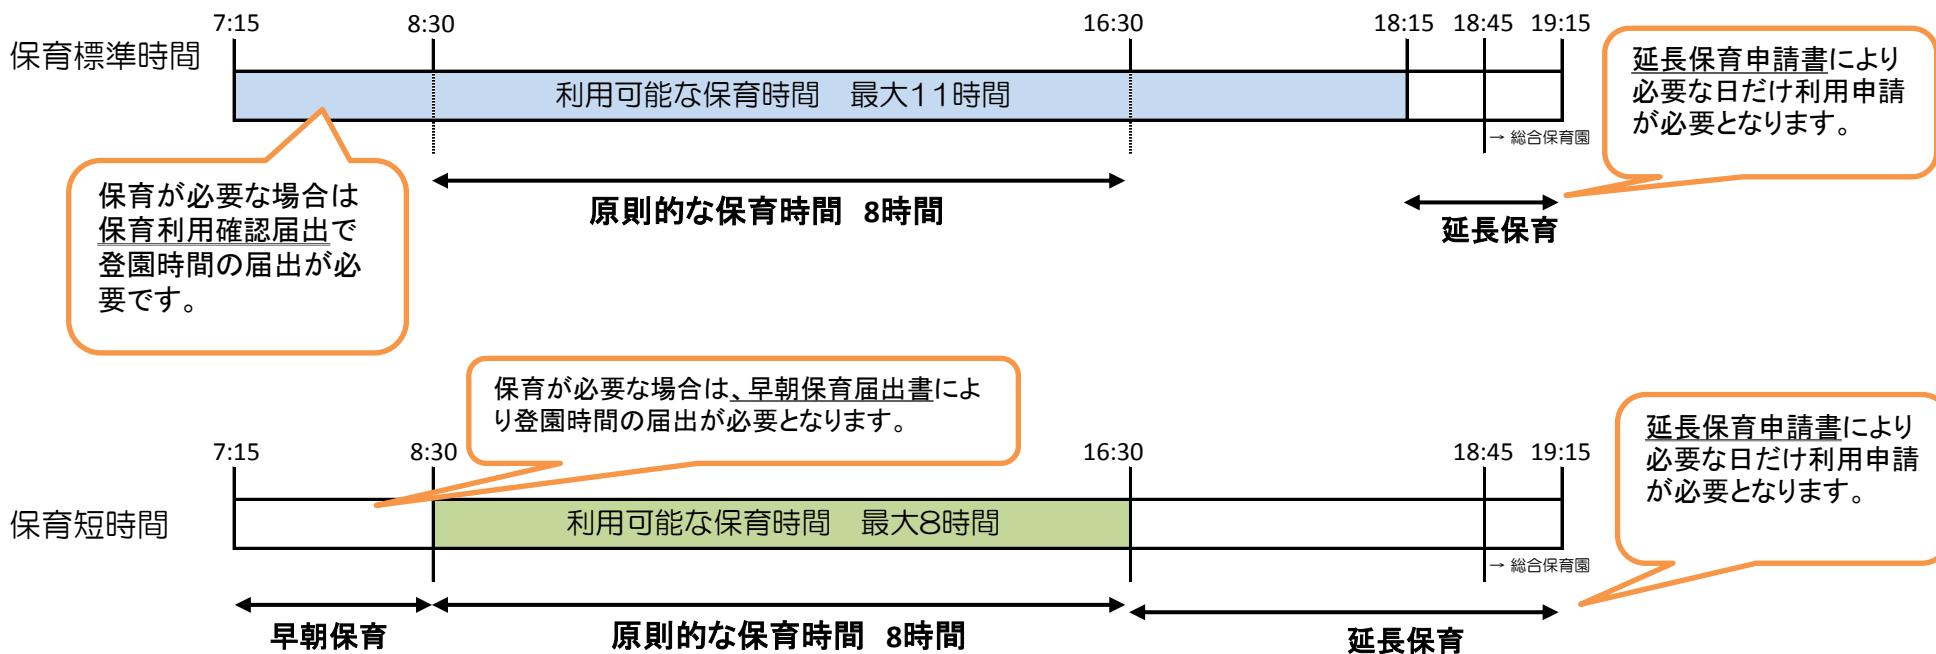 7:15 8:30 16:30 18:15 18:45 19:15
保育標準時間
利用可能な保育時間　最大11時間
→ 総合保育園
延長保育申請書により
必要な日だけ利用申請
が必要となります。
保育が必要な場合は
保育利用確認届出で
登園時間の届出が必
要です。
原則的な保育時間 8時間
延長保育
保育が必要な場合は、早朝保育届出書によ
り登園時間の届出が必要となります。
7:15 8:30 16:30 18:45 19:15
保育短時間
利用可能な保育時間　最大8時間
→ 総合保育園
延長保育申請書により
必要な日だけ利用申請
が必要となります。
早朝保育
原則的な保育時間 8時間
延長保育